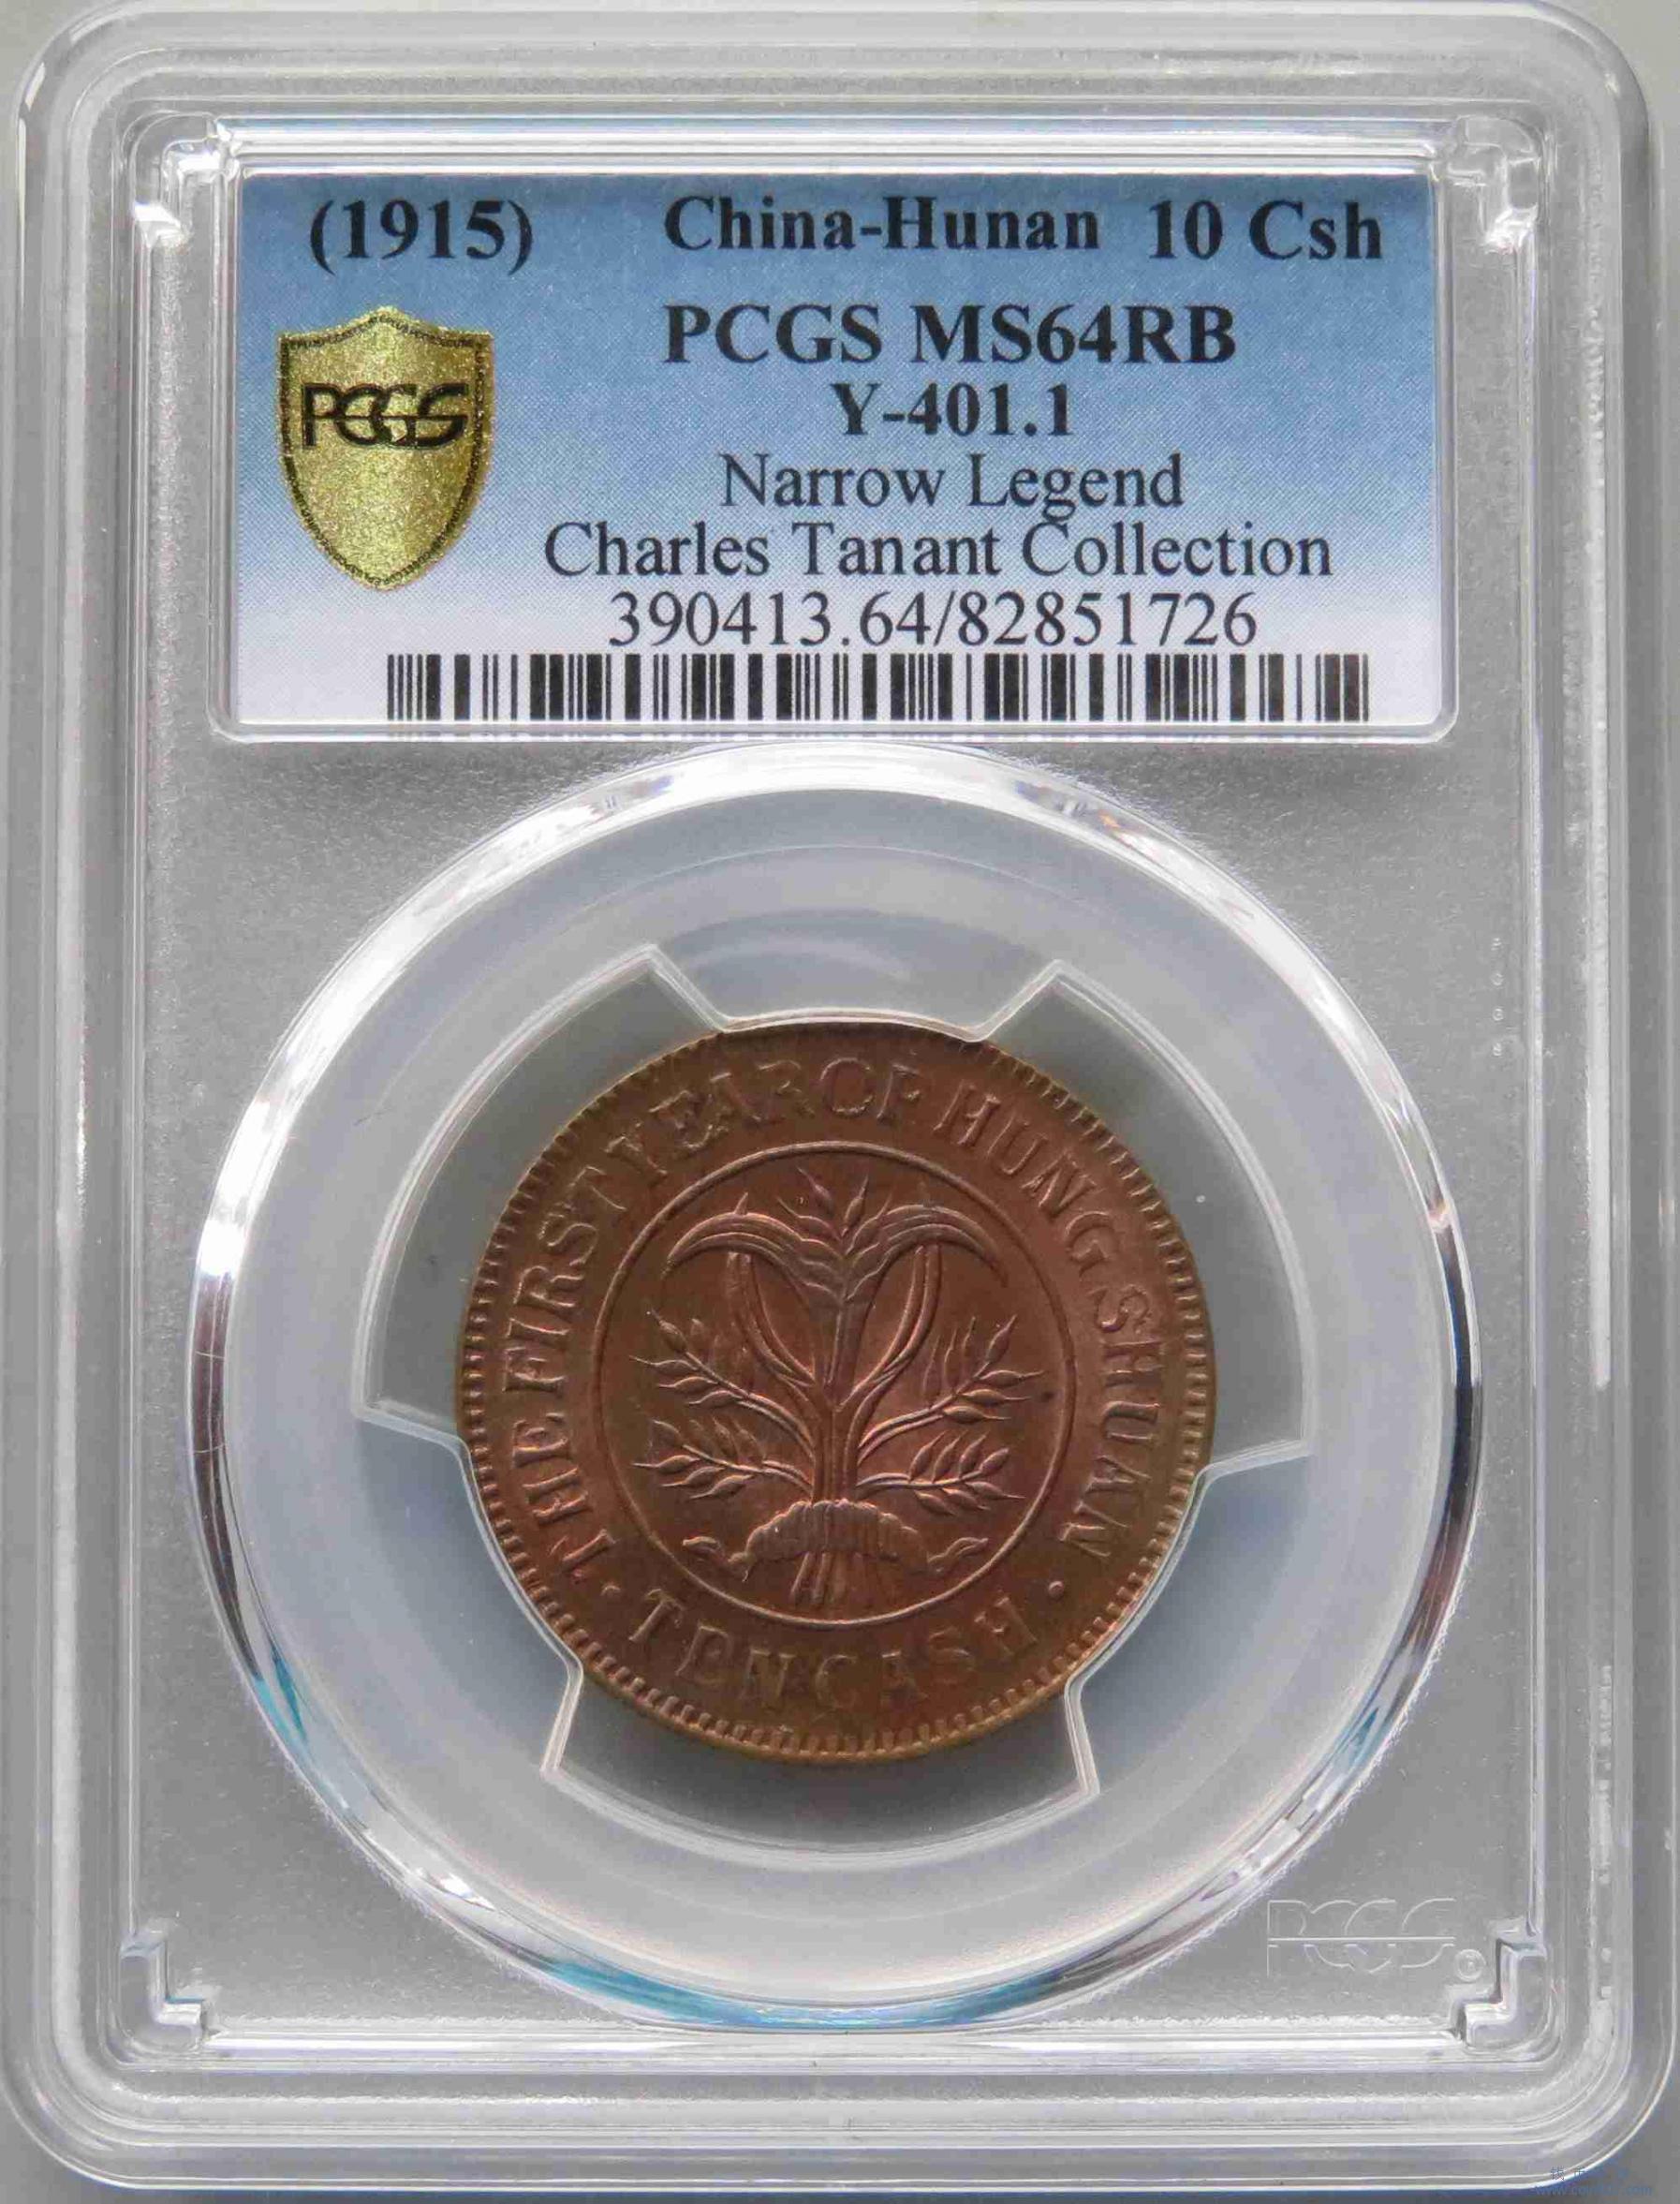 (1915) China-Hunan 10 Csh
PCGS MS64RB
Y-401.1
Narrow Legend
Charles Tanant Collection
390413.64/82851726
PCGS
THE FIRST YEAR OF HUNG SHUAN
TEN CASH
PCGS